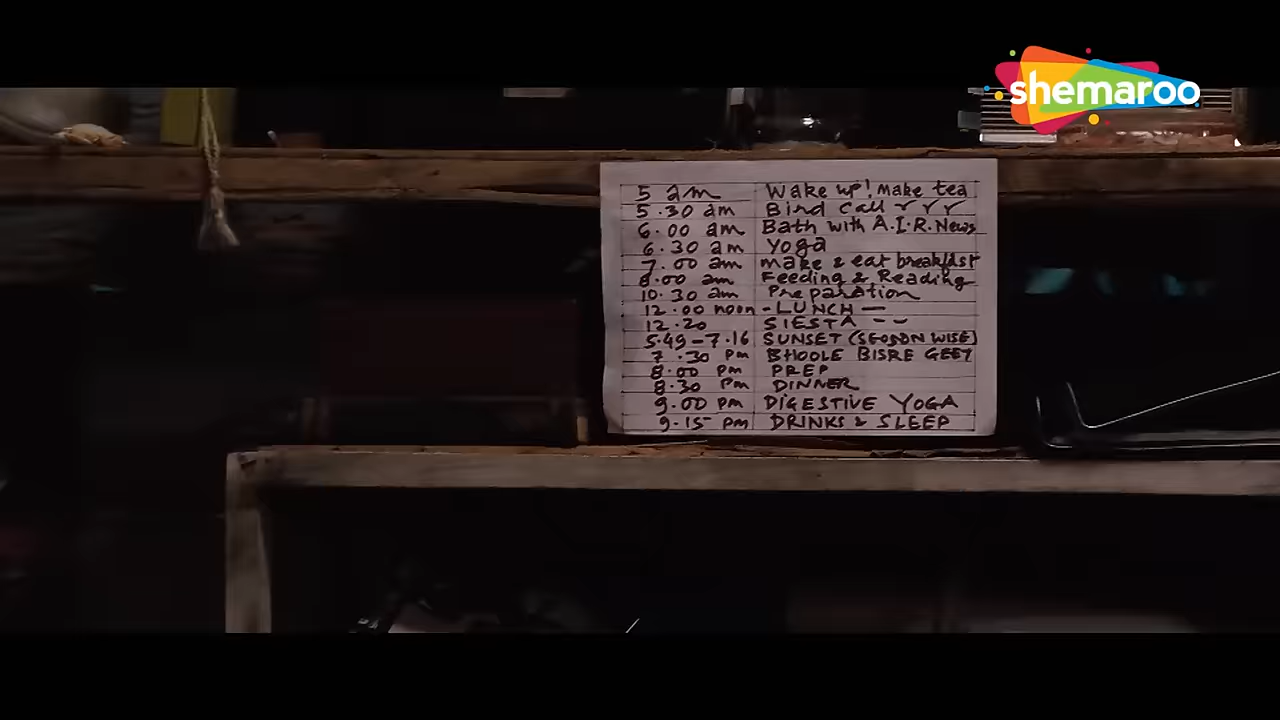 shemaroo
5 am Wake up! Make tea
5.30 am Bird Call ✓ ✓ ✓
6.00 am Bath with A.I.R. News
6.30 am Yoga
7.00 am make & eat breakfast
8.00 am Feeding & Reading
10.30 am Preparation
12.00 noon - LUNCH —
12.20 SIESTA - -
5.49 - 7.16 SUNSET (SEOSON WISE)
7.30 Pm BHOOLE BISRE GEET
8.00 pm PREP
8.30 Pm DINNER
9.00 pm DIGESTIVE YOGA
9.15 pm DRINKS & SLEEP